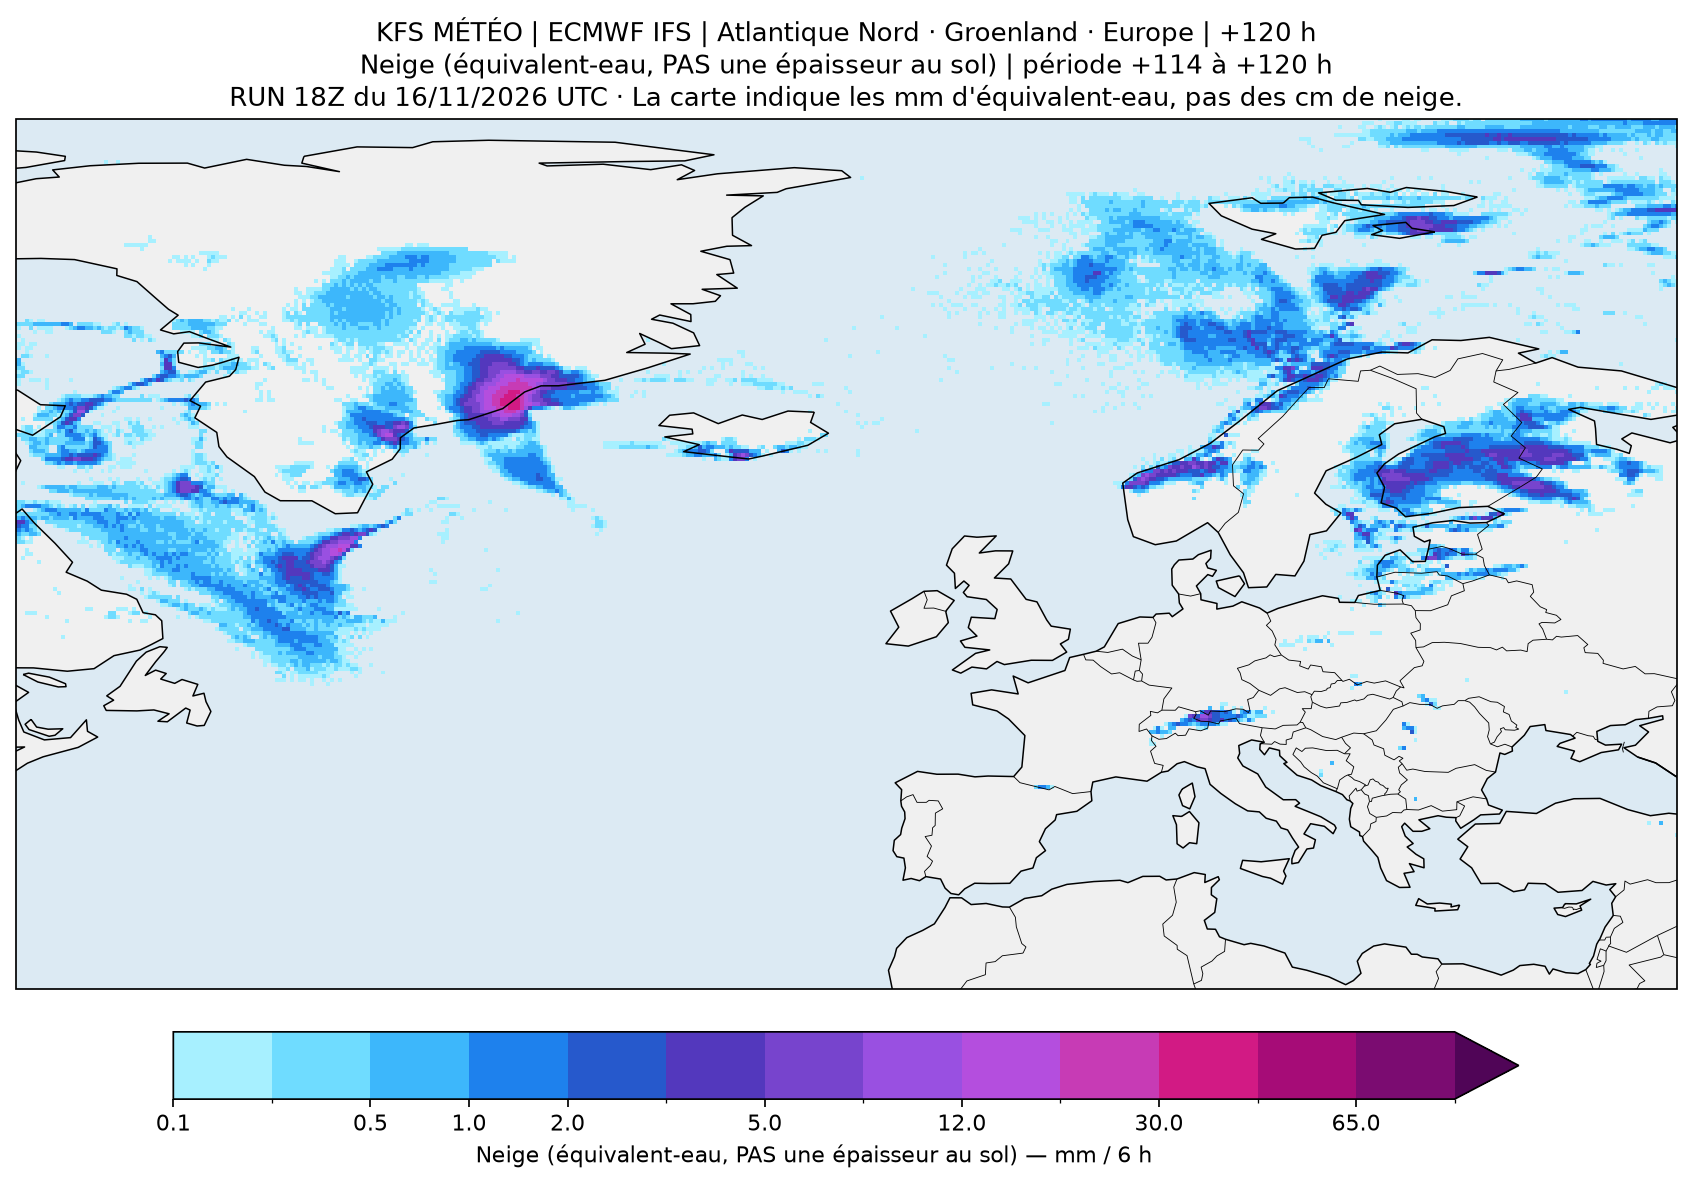 KFS MÉTÉO | ECMWF IFS | Atlantique Nord · Groenland · Europe | +120 h
Neige (équivalent-eau, PAS une épaisseur au sol) | période +114 à +120 h
RUN 18Z du 16/11/2026 UTC · La carte indique les mm d'équivalent-eau, pas des cm de neige.
0.1 0.5 1.0 2.0 5.0 12.0 30.0 65.0
Neige (équivalent-eau, PAS une épaisseur au sol) — mm / 6 h